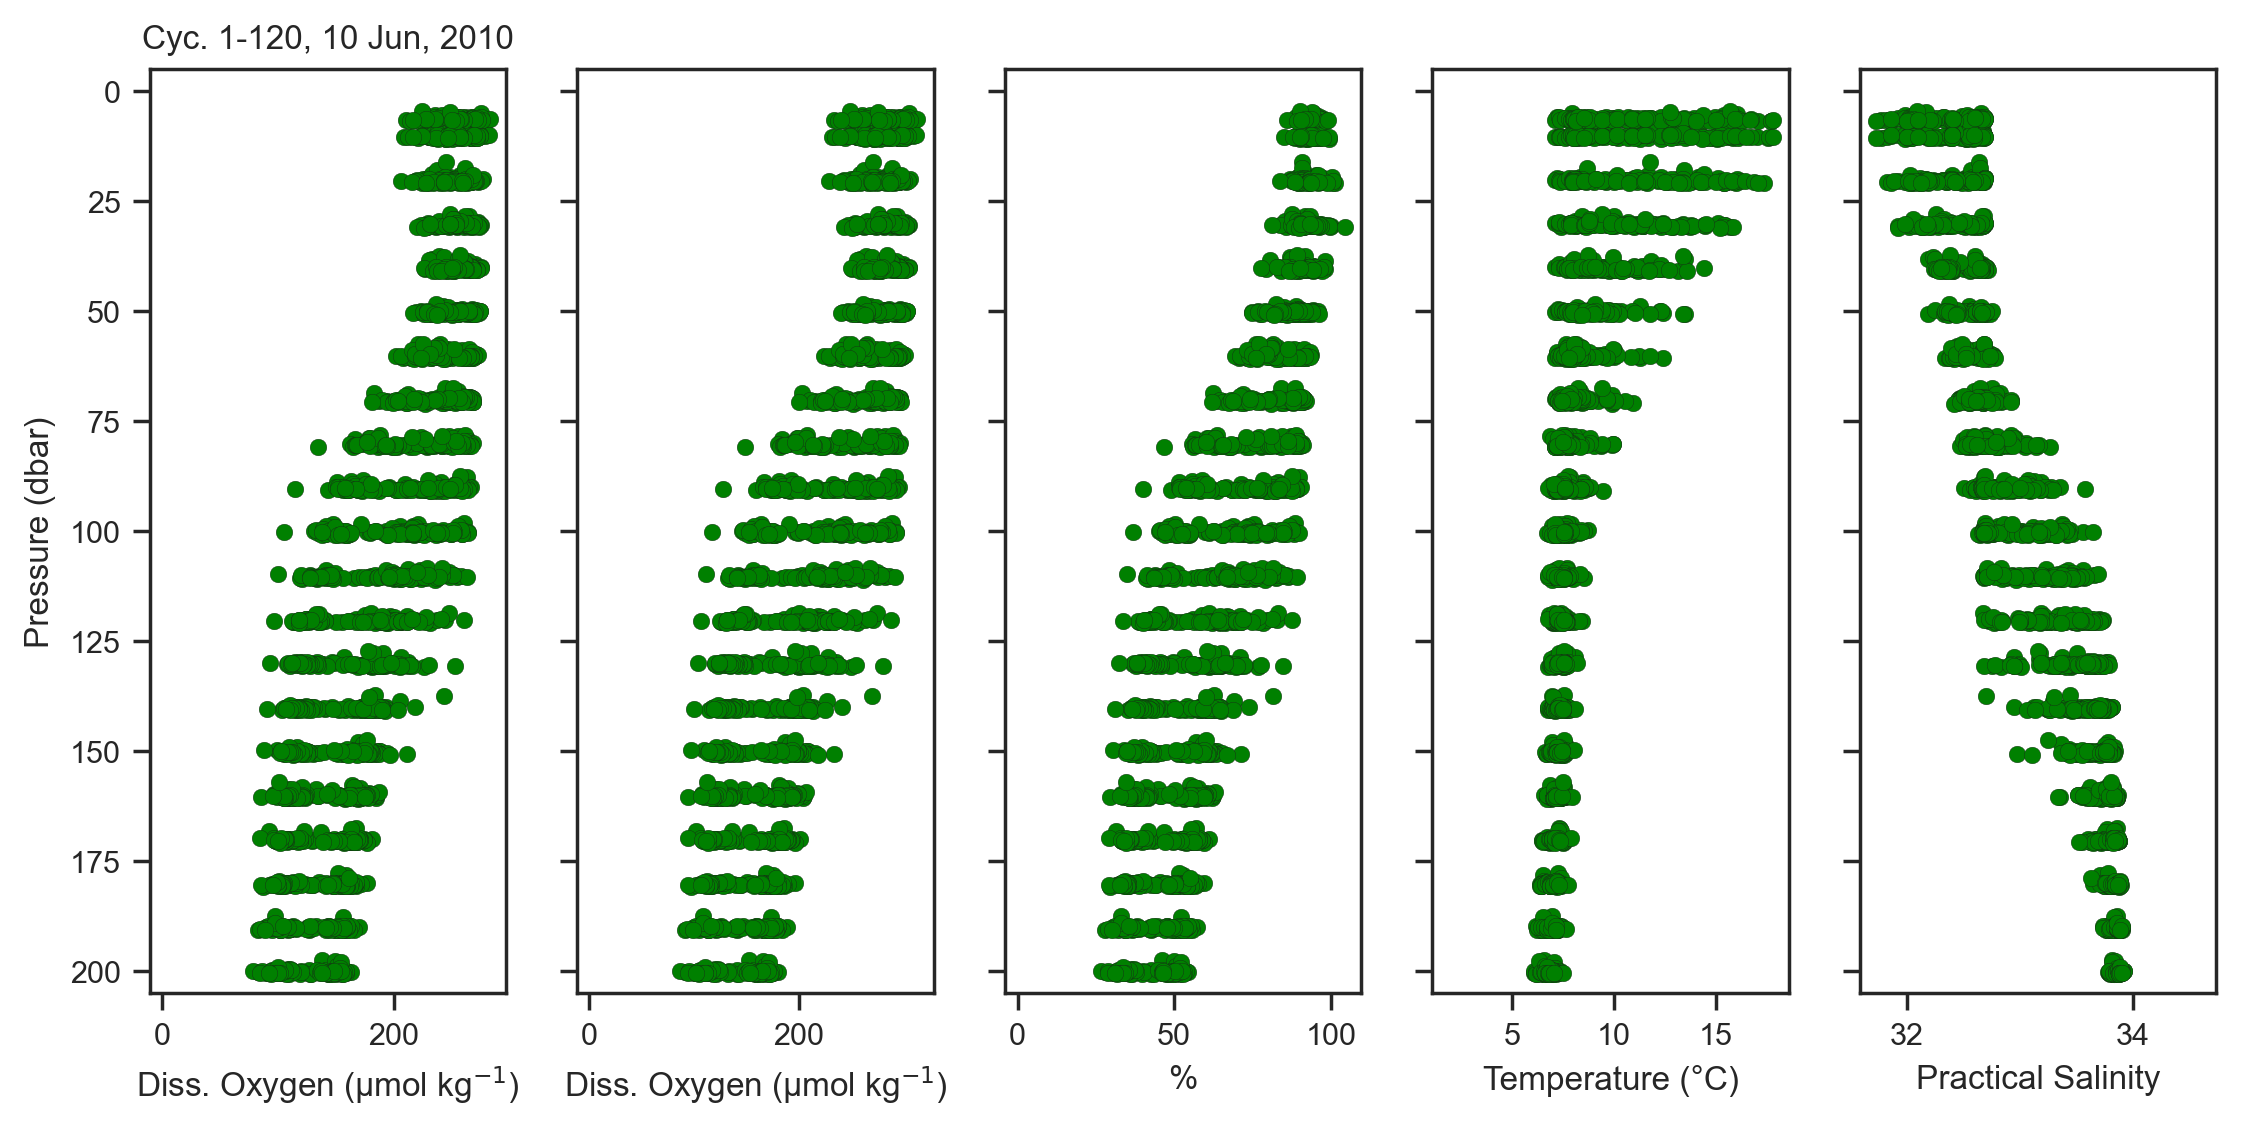 Cyc. 1-120, 10 Jun, 2010
Pressure (dbar)
0
25
50
75
100
125
150
175
200
0 200
0 200
0 50 100
5 10 15
32 34
Diss. Oxygen (µmol kg⁻¹)
Diss. Oxygen (µmol kg⁻¹)
%
Temperature (°C)
Practical Salinity